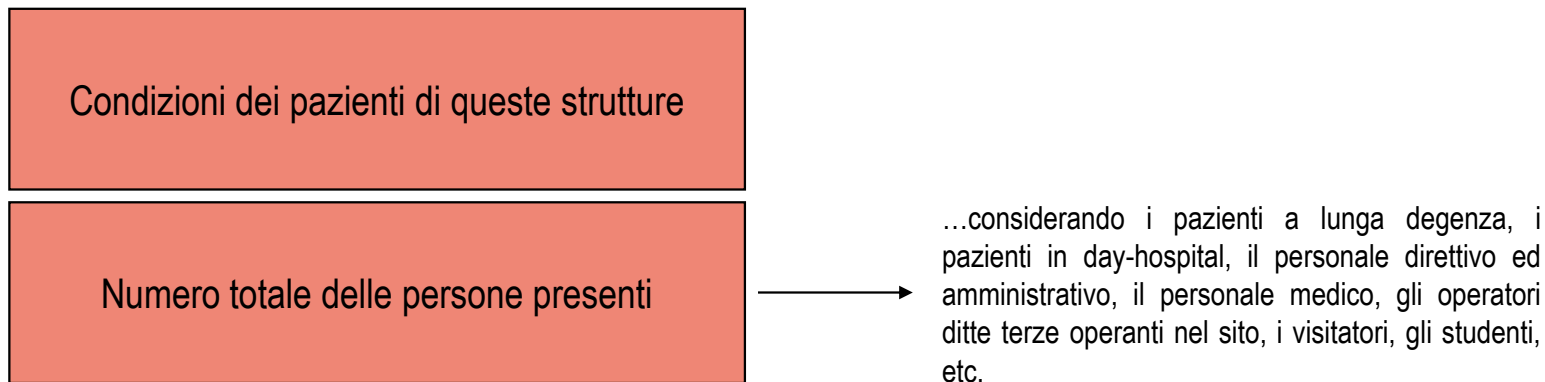 Condizioni dei pazienti di queste strutture
Numero totale delle persone presenti
…considerando i pazienti a lunga degenza, i
pazienti in day-hospital, il personale direttivo ed
amministrativo, il personale medico, gli operatori
ditte terze operanti nel sito, i visitatori, gli studenti,
etc.